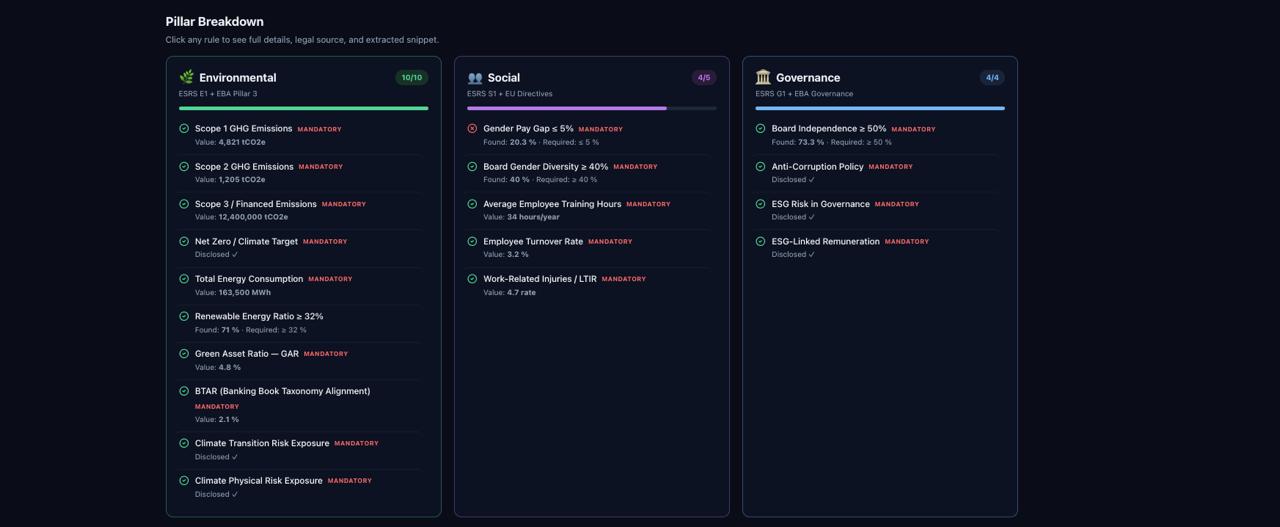 Pillar Breakdown
Click any rule to see full details, legal source, and extracted snippet.
🌿 Environmental 10/10
ESRS E1 + EBA Pillar 3
Scope 1 GHG Emissions MANDATORY
Value: 4,821 tCO2e
Scope 2 GHG Emissions MANDATORY
Value: 1,205 tCO2e
Scope 3 / Financed Emissions MANDATORY
Value: 12,400,000 tCO2e
Net Zero / Climate Target MANDATORY
Disclosed ✓
Total Energy Consumption MANDATORY
Value: 163,500 MWh
Renewable Energy Ratio ≥ 32%
Found: 71 % · Required: ≥ 32 %
Green Asset Ratio — GAR MANDATORY
Value: 4.8 %
BTAR (Banking Book Taxonomy Alignment)
MANDATORY
Value: 2.1 %
Climate Transition Risk Exposure MANDATORY
Disclosed ✓
Climate Physical Risk Exposure MANDATORY
Disclosed ✓
👥 Social 4/5
ESRS S1 + EU Directives
Gender Pay Gap ≤ 5% MANDATORY
Found: 20.3 % · Required: ≤ 5 %
Board Gender Diversity ≥ 40% MANDATORY
Found: 40 % · Required: ≥ 40 %
Average Employee Training Hours MANDATORY
Value: 34 hours/year
Employee Turnover Rate MANDATORY
Value: 3.2 %
Work-Related Injuries / LTIR MANDATORY
Value: 4.7 rate
🏛️ Governance 4/4
ESRS G1 + EBA Governance
Board Independence ≥ 50% MANDATORY
Found: 73.3 % · Required: ≥ 50 %
Anti-Corruption Policy MANDATORY
Disclosed ✓
ESG Risk in Governance MANDATORY
Disclosed ✓
ESG-Linked Remuneration MANDATORY
Disclosed ✓